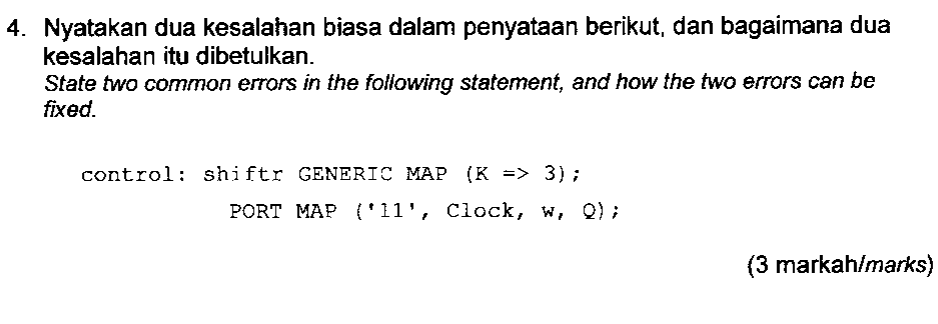 4. Nyatakan dua kesalahan biasa dalam penyataan berikut, dan bagaimana dua
kesalahan itu dibetulkan.
State two common errors in the following statement, and how the two errors can be
fixed.
control: shiftr GENERIC MAP (K => 3);
PORT MAP ('11', Clock, w, Q);
(3 markah/marks)